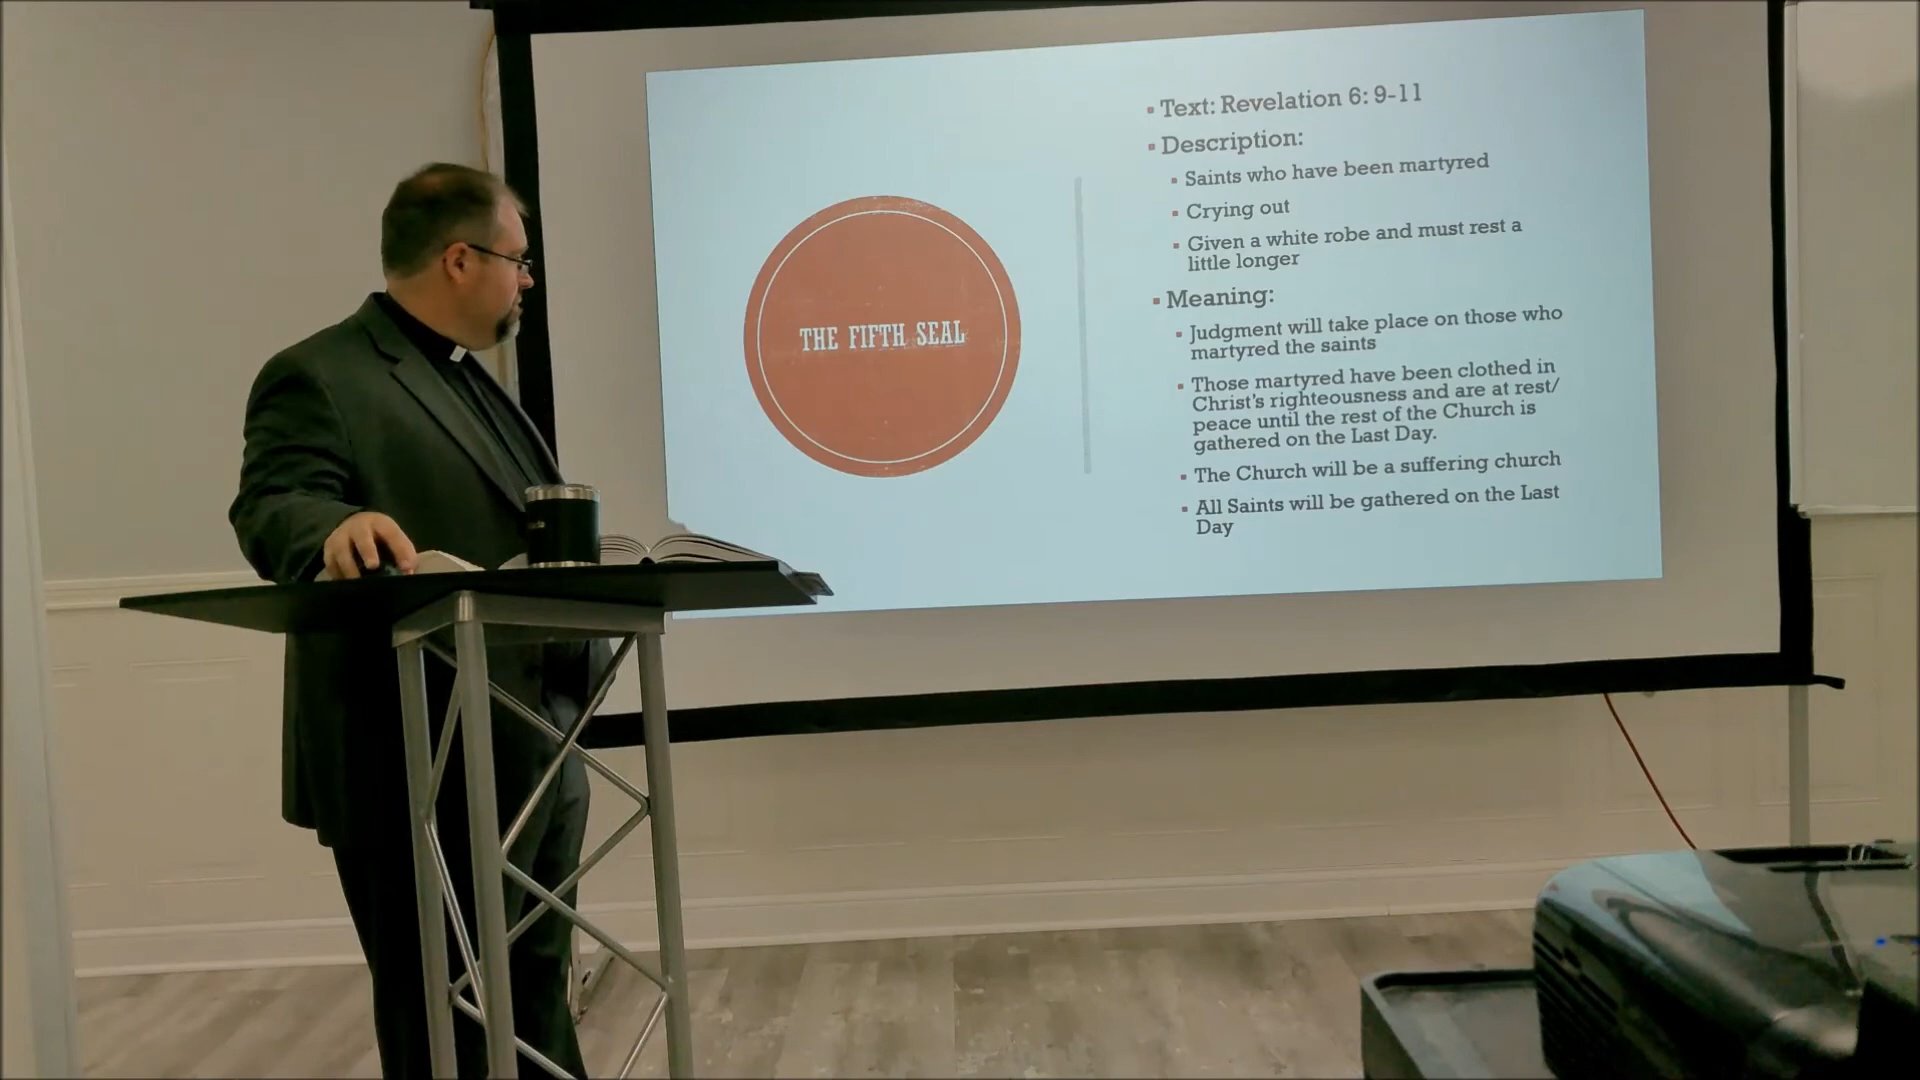 THE FIFTH SEAL
Text: Revelation 6: 9-11
Description:
Saints who have been martyred
Crying out
Given a white robe and must rest a
little longer
Meaning:
Judgment will take place on those who
martyred the saints
Those martyred have been clothed in
Christ's righteousness and are at rest/
peace until the rest of the Church is
gathered on the Last Day.
The Church will be a suffering church
All Saints will be gathered on the Last
Day